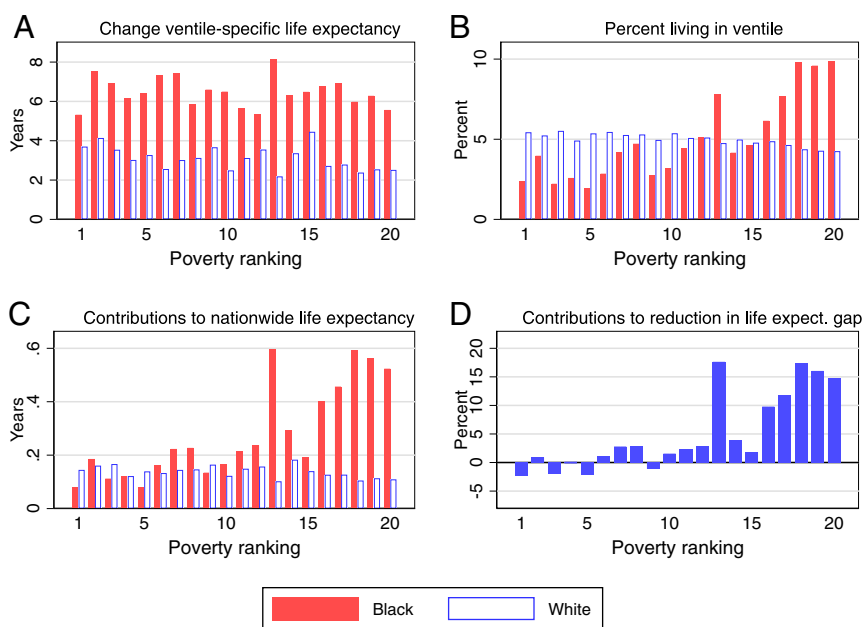 A
Change ventile-specific life expectancy
Years
0 2 4 6 8
1 5 10 15 20
Poverty ranking
B
Percent living in ventile
Percent
0 5 10
1 5 10 15 20
Poverty ranking
C
Contributions to nationwide life expectancy
Years
0 .2 .4 .6
1 5 10 15 20
Poverty ranking
D
Contributions to reduction in life expect. gap
Percent
-5 0 5 10 15 20
1 5 10 15 20
Poverty ranking
Black White